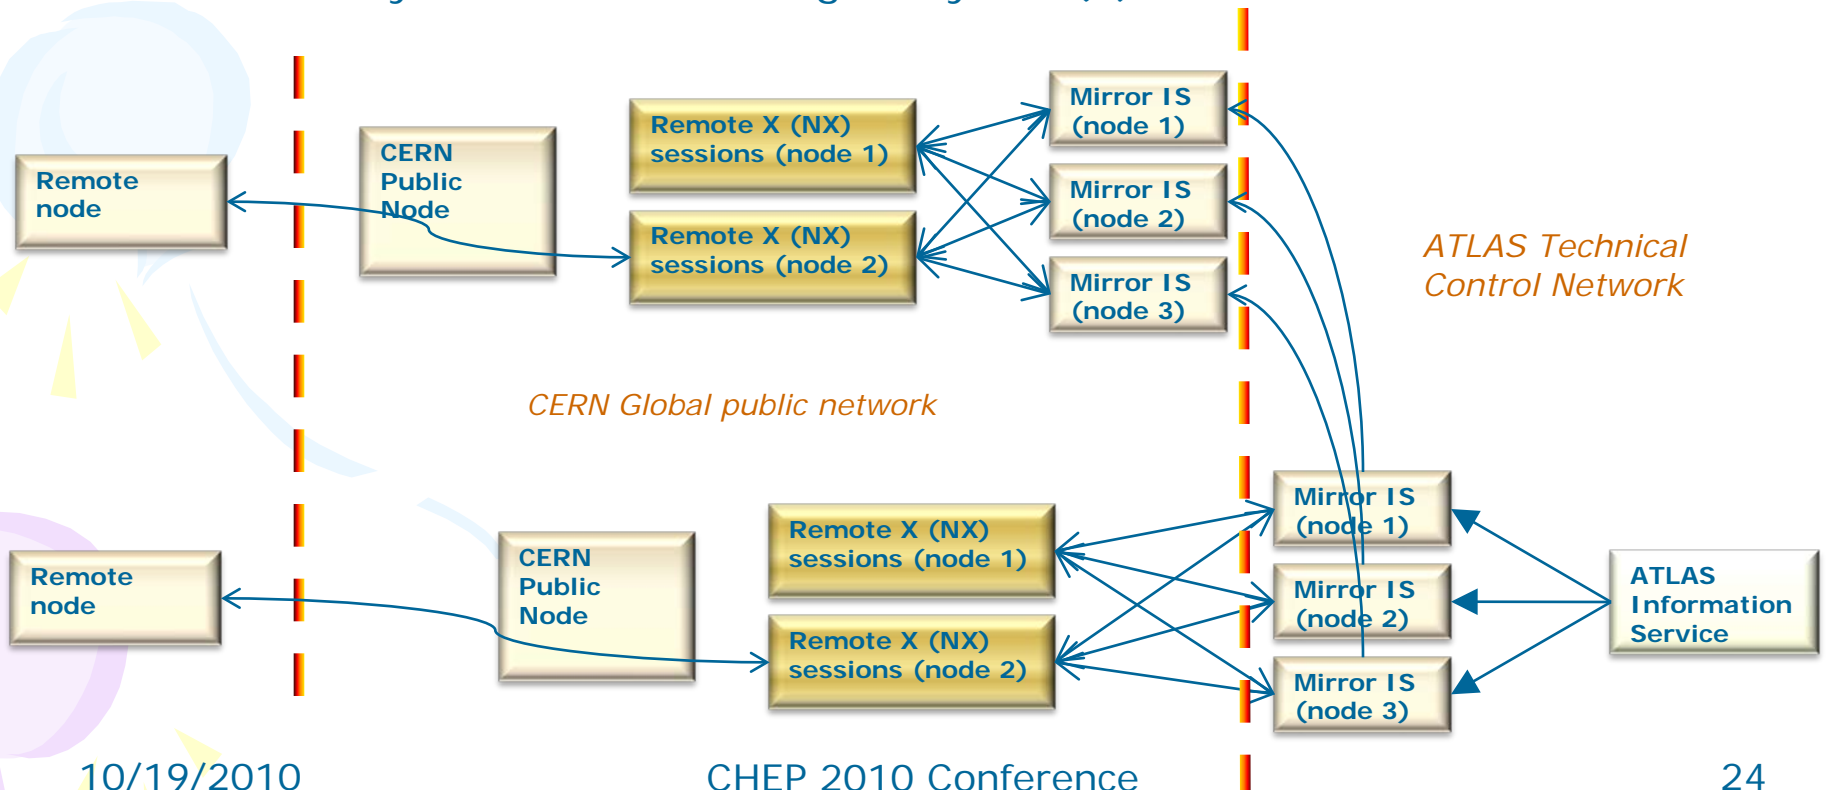 Remote
node
CERN
Public
Node
Remote X (NX)
sessions (node 1)
Remote X (NX)
sessions (node 2)
Mirror IS
(node 1)
Mirror IS
(node 2)
Mirror IS
(node 3)
ATLAS Technical
Control Network
CERN Global public network
Remote
node
CERN
Public
Node
Remote X (NX)
sessions (node 1)
Remote X (NX)
sessions (node 2)
Mirror IS
(node 1)
Mirror IS
(node 2)
Mirror IS
(node 3)
ATLAS
Information
Service
10/19/2010
CHEP 2010 Conference
24